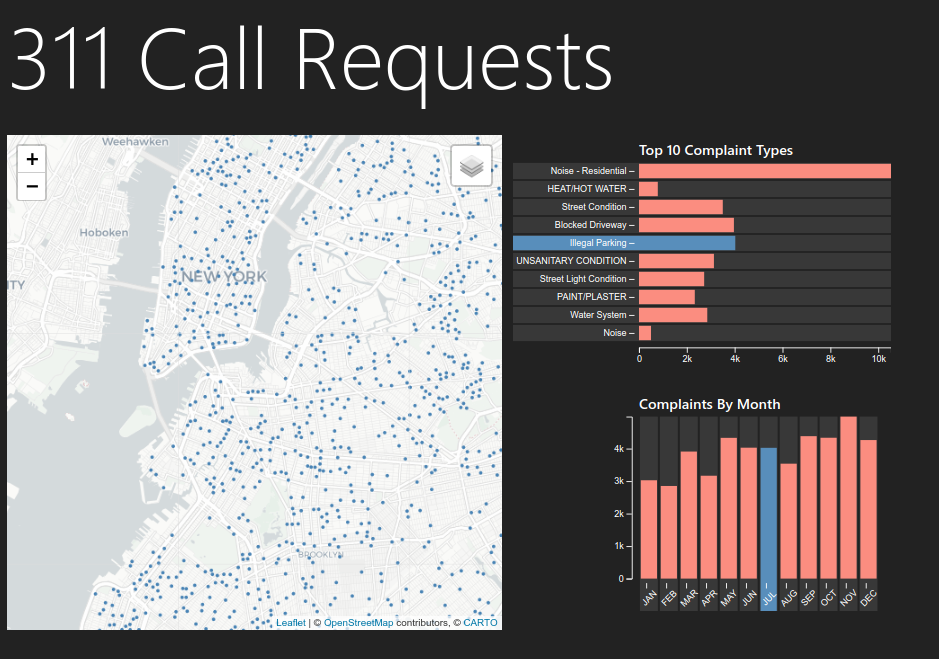 311 Call Requests
+
−
Weehawken
Hoboken
ITY
NEW YORK
BROOKLYN
Leaflet | © OpenStreetMap contributors, © CARTO
Top 10 Complaint Types
Noise - Residential
HEAT/HOT WATER
Street Condition
Blocked Driveway
Illegal Parking
UNSANITARY CONDITION
Street Light Condition
PAINT/PLASTER
Water System
Noise
0 2k 4k 6k 8k 10k
Complaints By Month
4k
3k
2k
1k
0
JAN FEB MAR APR MAY JUN JUL AUG SEP OCT NOV DEC